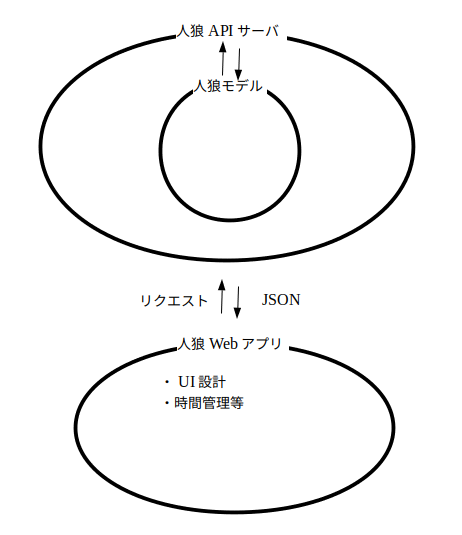 人狼 API サーバ
人狼モデル
リクエスト
JSON
人狼 Web アプリ
・ UI 設計
・時間管理等